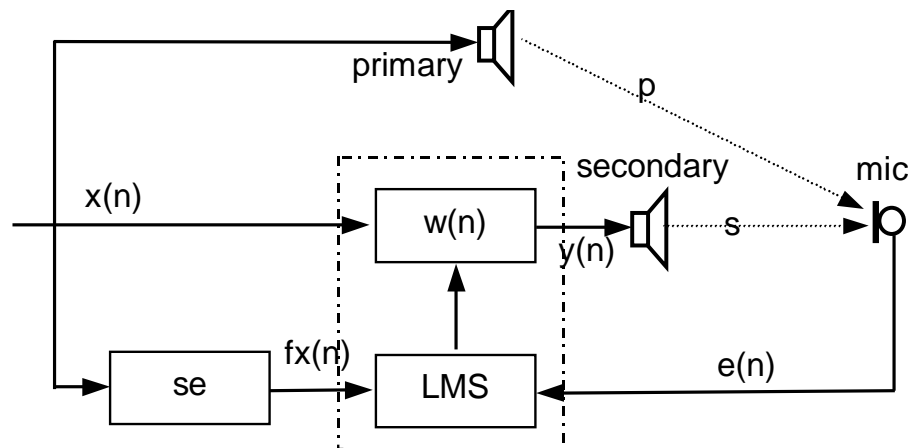 primary
p
secondary
mic
x(n)
w(n)
y(n)
s
fx(n)
se
LMS
e(n)